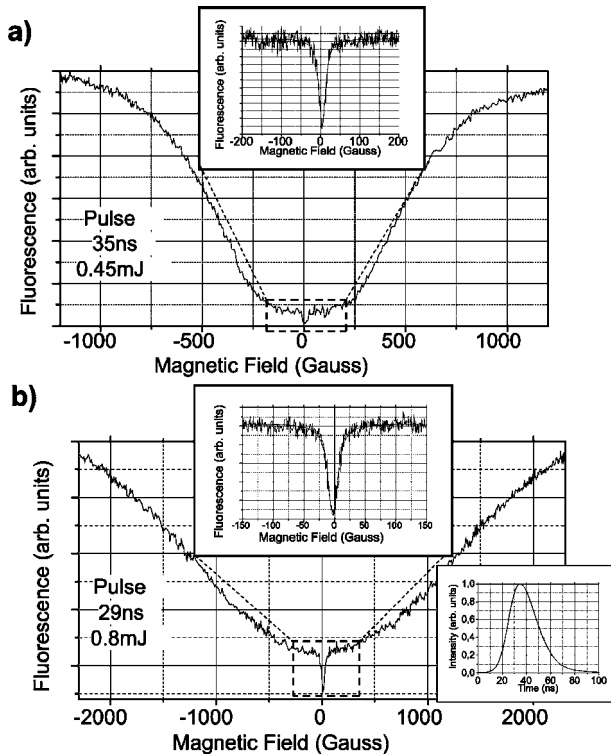 a)
Fluorescence (arb. units)
-200 -100 0 100 200
Magnetic Field (Gauss)
Fluorescence (arb. units)
Pulse
35ns
0.45mJ
-1000 -500 0 500 1000
Magnetic Field (Gauss)
b)
Fluorescence (arb. units)
-150 -100 -50 0 50 100 150
Magnetic Field (Gauss)
Fluorescence (arb. units)
Pulse
29ns
0.8mJ
Intensity (arb. units)
1,0
0,8
0,6
0,4
0,2
0,0
0 20 40 60 80 100
Time (ns)
-2000 -1000 0 1000 2000
Magnetic Field (Gauss)